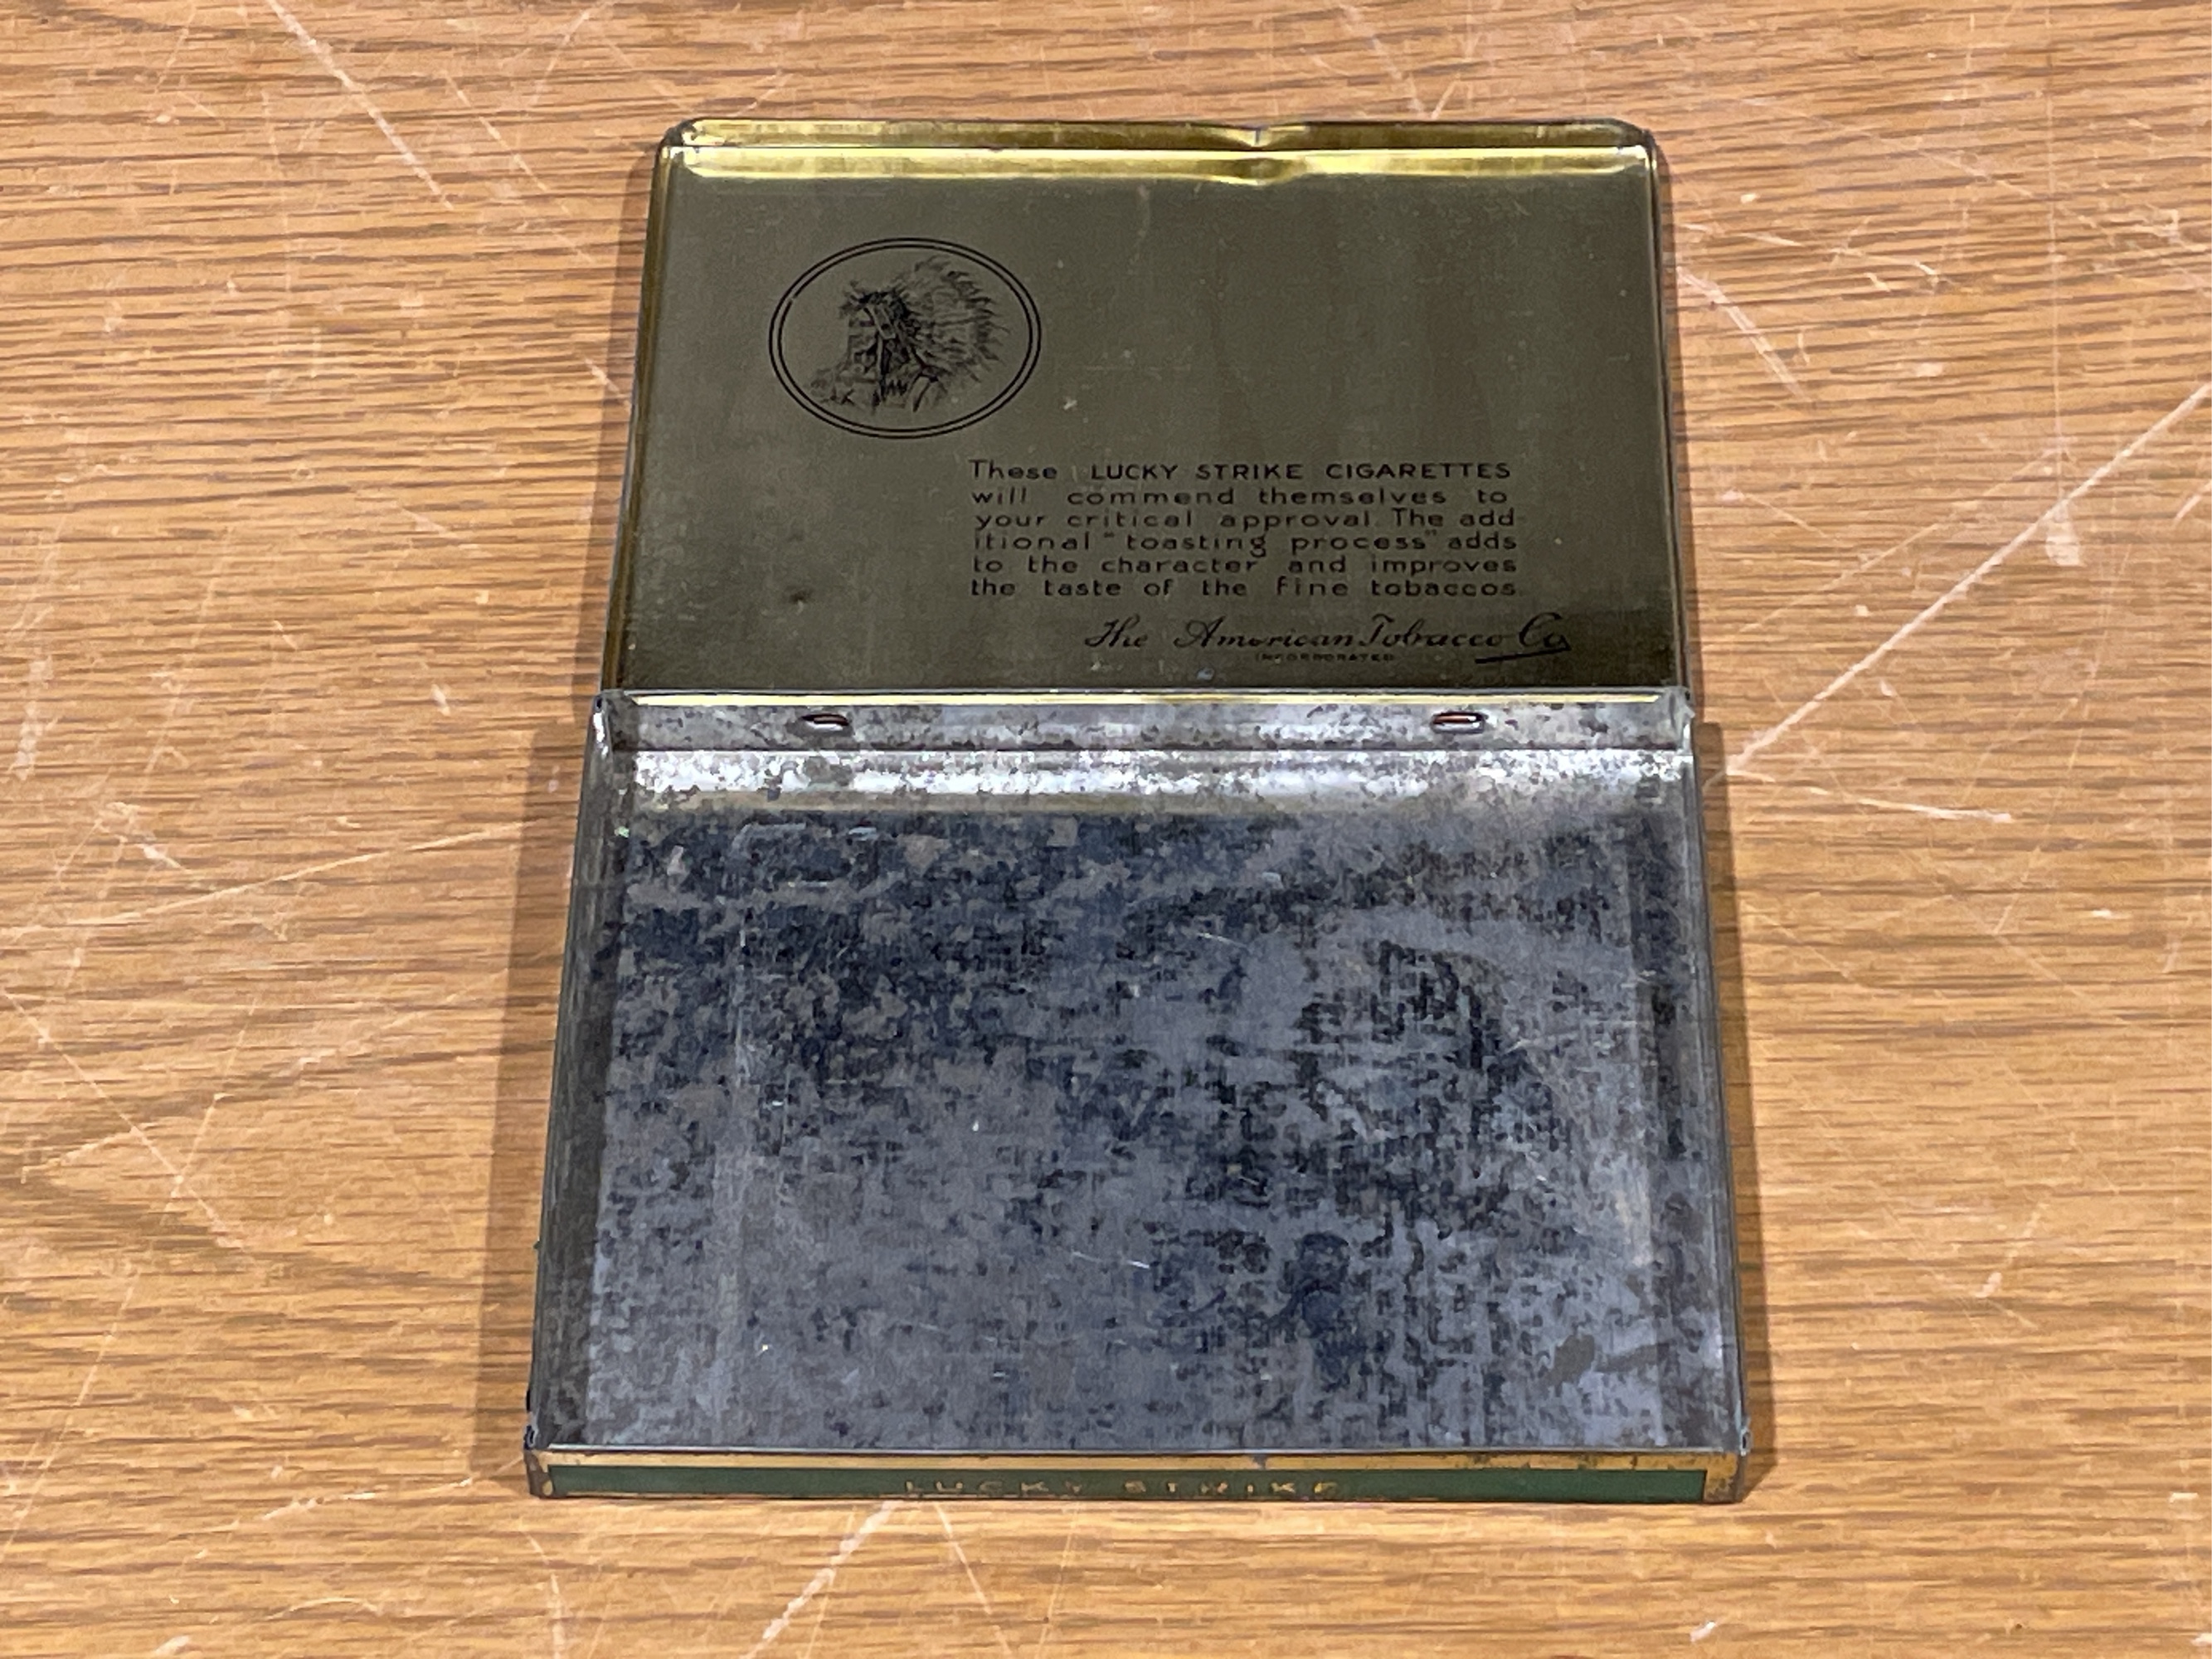 These LUCKY STRIKE CIGARETTES
will commend themselves to
your critical approval. The add-
itional "toasting process" adds
to the character and improves
the taste of the fine tobaccos
The American Tobacco Co
INCORPORATED
LUCKY STRIKE